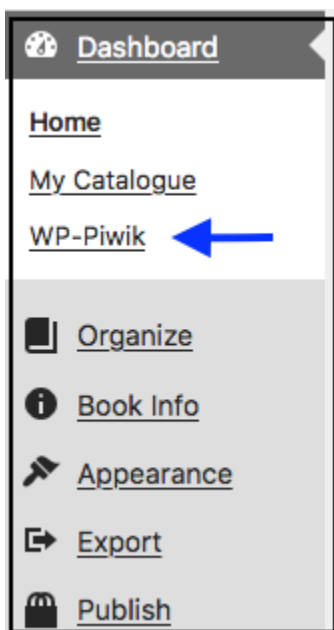 Dashboard
Home
My Catalogue
WP-Piwik
Organize
Book Info
Appearance
Export
Publish